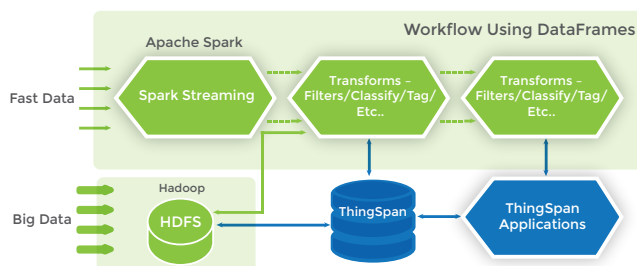 Workflow Using DataFrames
Apache Spark
Fast Data
Spark Streaming
Transforms –
Filters/Classify/Tag/
Etc..
Transforms –
Filters/Classify/Tag/
Etc..
Big Data
Hadoop
HDFS
ThingSpan
ThingSpan
Applications